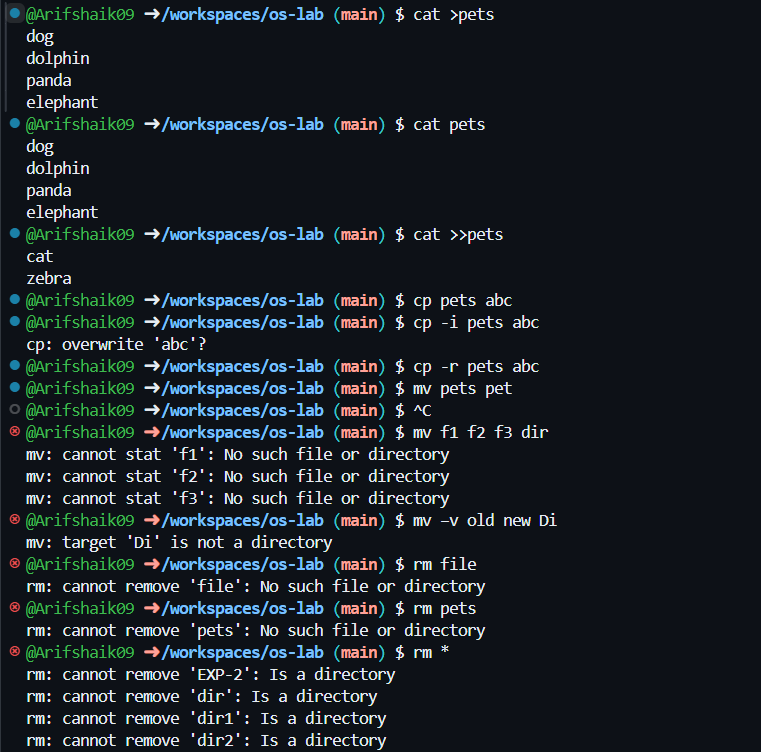 @Arifshaik09 ➜/workspaces/os-lab (main) $ cat >pets
dog
dolphin
panda
elephant
@Arifshaik09 ➜/workspaces/os-lab (main) $ cat pets
dog
dolphin
panda
elephant
@Arifshaik09 ➜/workspaces/os-lab (main) $ cat >>pets
cat
zebra
@Arifshaik09 ➜/workspaces/os-lab (main) $ cp pets abc
@Arifshaik09 ➜/workspaces/os-lab (main) $ cp -i pets abc
cp: overwrite 'abc'?
@Arifshaik09 ➜/workspaces/os-lab (main) $ cp -r pets abc
@Arifshaik09 ➜/workspaces/os-lab (main) $ mv pets pet
@Arifshaik09 ➜/workspaces/os-lab (main) $ ^C
@Arifshaik09 ➜/workspaces/os-lab (main) $ mv f1 f2 f3 dir
mv: cannot stat 'f1': No such file or directory
mv: cannot stat 'f2': No such file or directory
mv: cannot stat 'f3': No such file or directory
@Arifshaik09 ➜/workspaces/os-lab (main) $ mv –v old new Di
mv: target 'Di' is not a directory
@Arifshaik09 ➜/workspaces/os-lab (main) $ rm file
rm: cannot remove 'file': No such file or directory
@Arifshaik09 ➜/workspaces/os-lab (main) $ rm pets
rm: cannot remove 'pets': No such file or directory
@Arifshaik09 ➜/workspaces/os-lab (main) $ rm *
rm: cannot remove 'EXP-2': Is a directory
rm: cannot remove 'dir': Is a directory
rm: cannot remove 'dir1': Is a directory
rm: cannot remove 'dir2': Is a directory